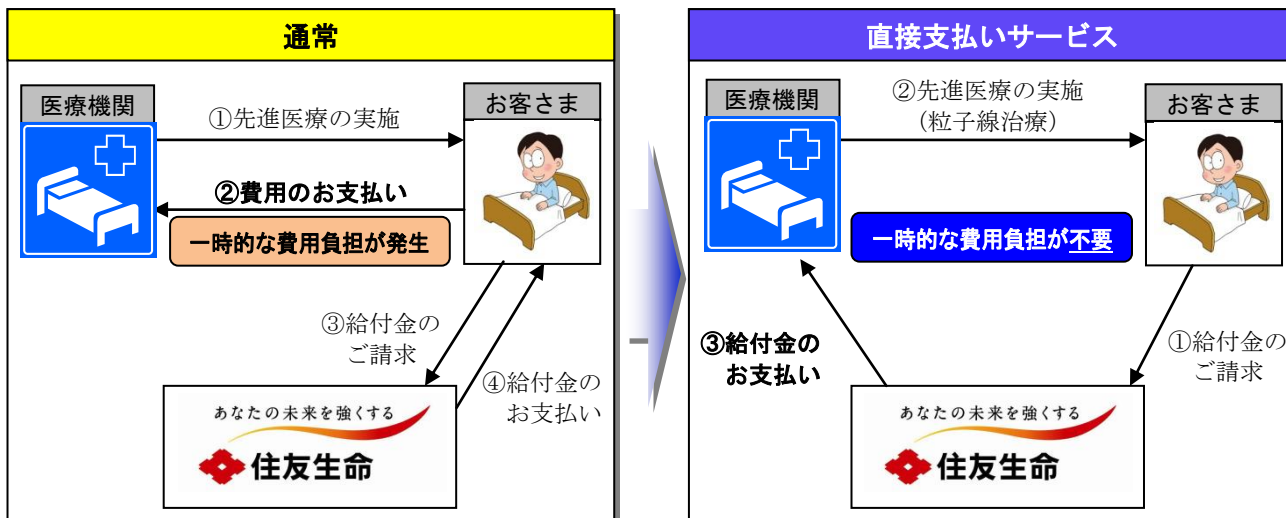 通常
医療機関
お客さま
①先進医療の実施
②費用のお支払い
一時的な費用負担が発生
③給付金の
ご請求
④給付金の
お支払い
あなたの未来を強くする
住友生命
直接支払いサービス
医療機関
お客さま
②先進医療の実施
(粒子線治療)
一時的な費用負担が不要
③給付金の
お支払い
①給付金の
ご請求
あなたの未来を強くする
住友生命